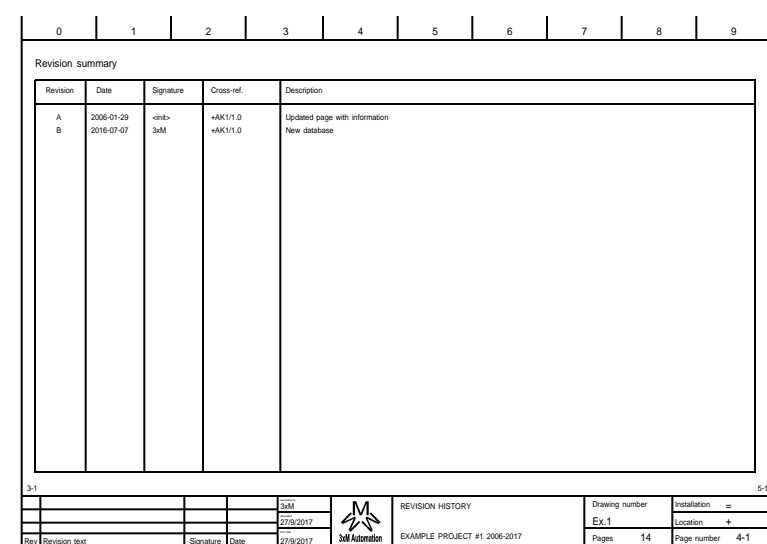 0 1 2 3 4 5 6 7 8 9
Revision summary
Revision Date Signature Cross-ref. Description
A 2006-01-29 <init> +AK1/1.0 Updated page with information
B 2016-07-07 3xM +AK1/1.0 New database
3-1 5-1
3xM REVISION HISTORY Drawing number Installation =
27/9/2017 Ex.1 Location +
Rev Revision text Signature Date 27/9/2017 3xM Automation EXAMPLE PROJECT #1 2006-2017 Pages 14 Page number 4-1